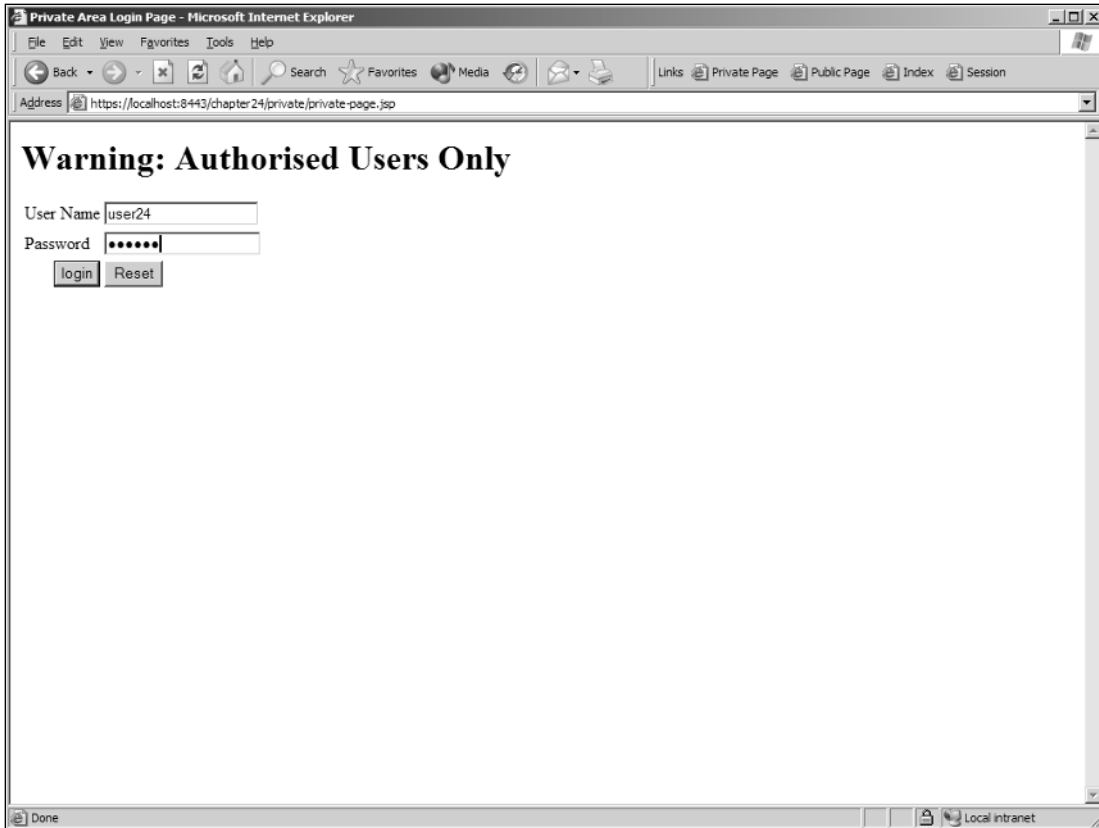 Private Area Login Page - Microsoft Internet Explorer
File Edit View Favorites Tools Help
Back Search Favorites Media Links Private Page Public Page Index Session
Address https://localhost:8443/chapter24/private/private-page.jsp
Warning: Authorised Users Only
User Name user24
Password ••••••
login Reset
Done Local intranet